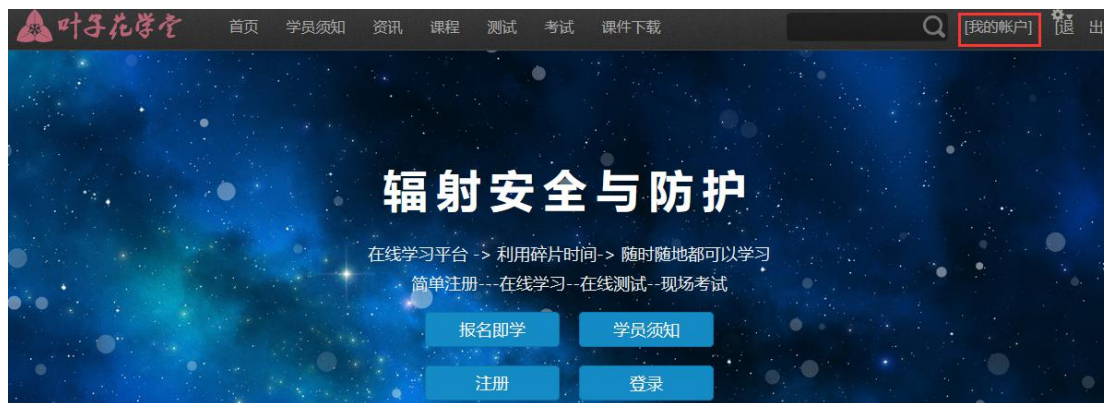 叶子花学堂 首页 学员须知 资讯 课程 测试 考试 课件下载 [我的帐户] 退 出
辐射安全与防护
在线学习平台 -> 利用碎片时间-> 随时随地都可以学习
简单注册---在线学习--在线测试--现场考试
报名即学 学员须知
注册 登录